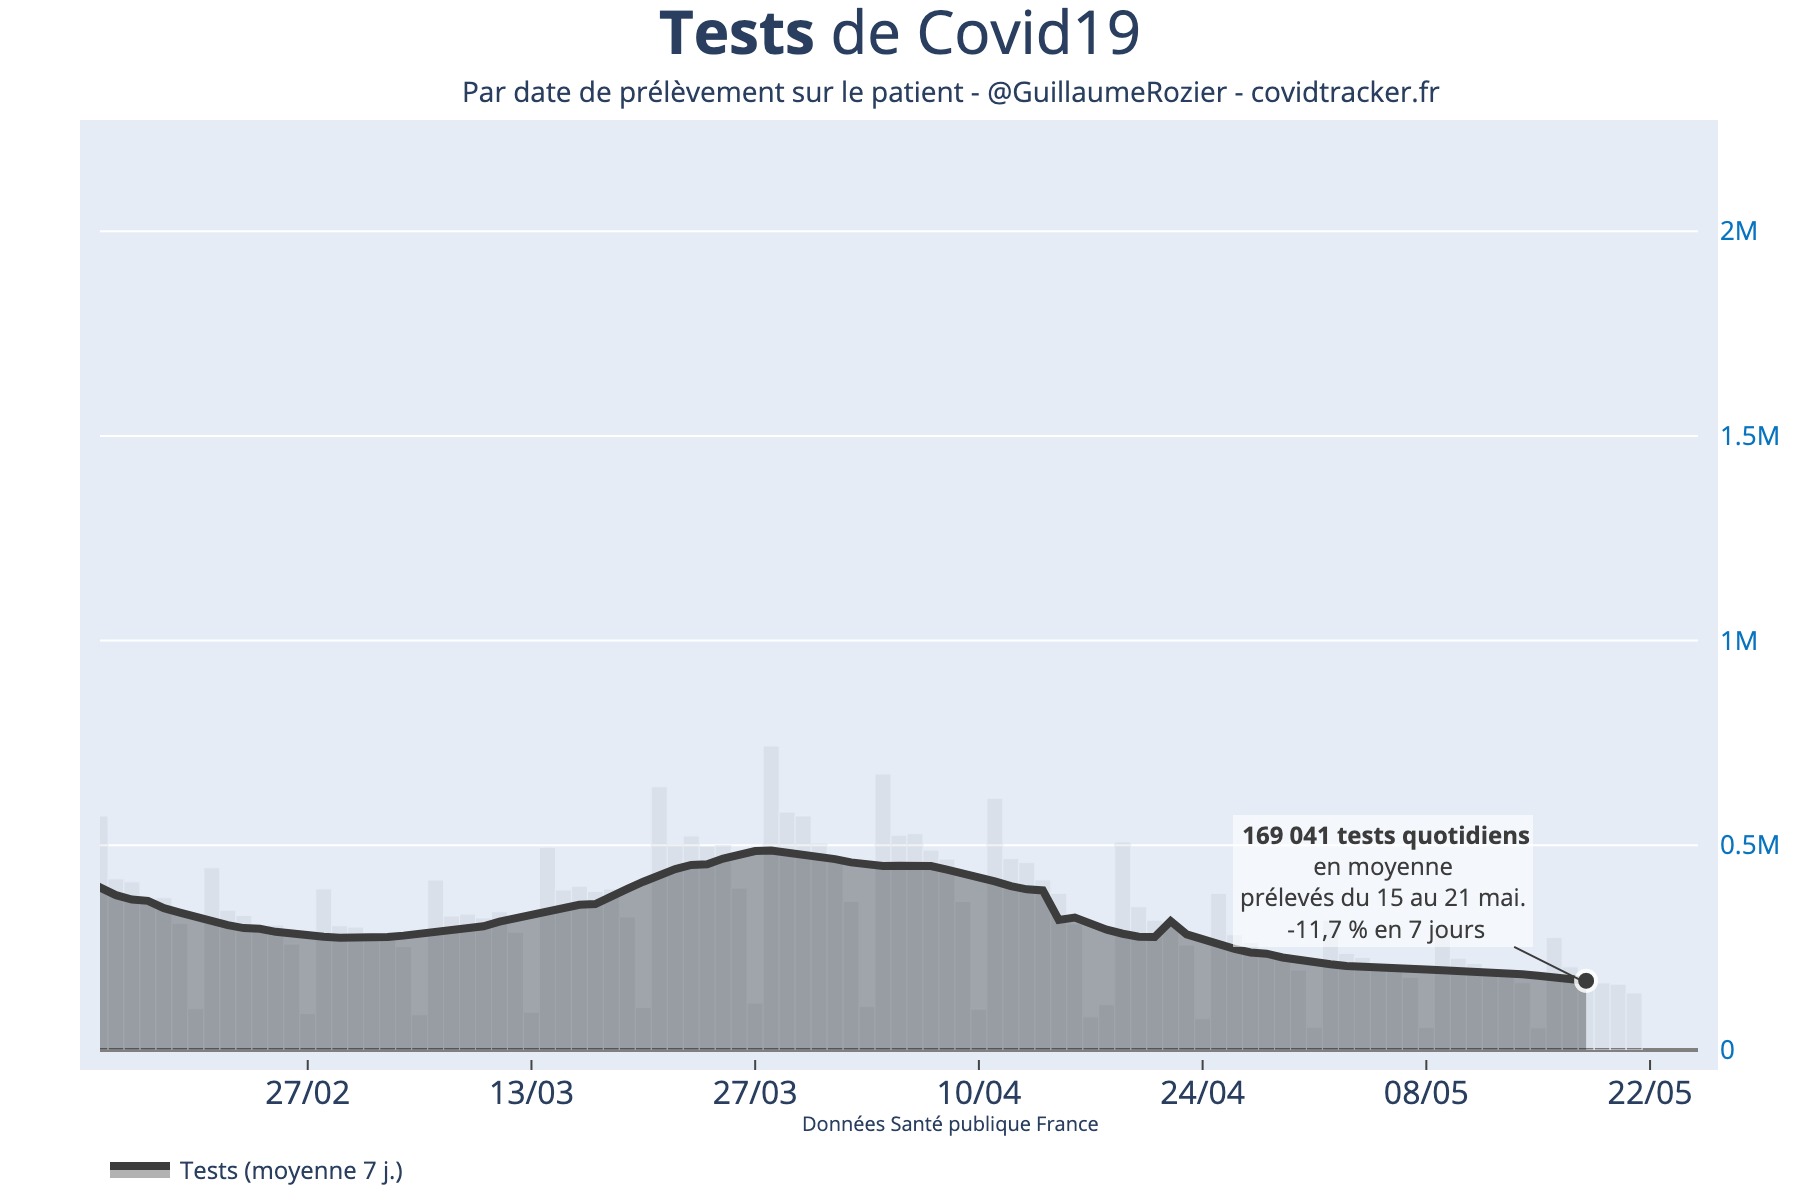 Tests de Covid19
Par date de prélèvement sur le patient - @GuillaumeRozier - covidtracker.fr
2M
1.5M
1M
0.5M
0
169 041 tests quotidiens
en moyenne
prélevés du 15 au 21 mai.
-11,7 % en 7 jours
27/02 13/03 27/03 10/04 24/04 08/05 22/05
Données Santé publique France
Tests (moyenne 7 j.)